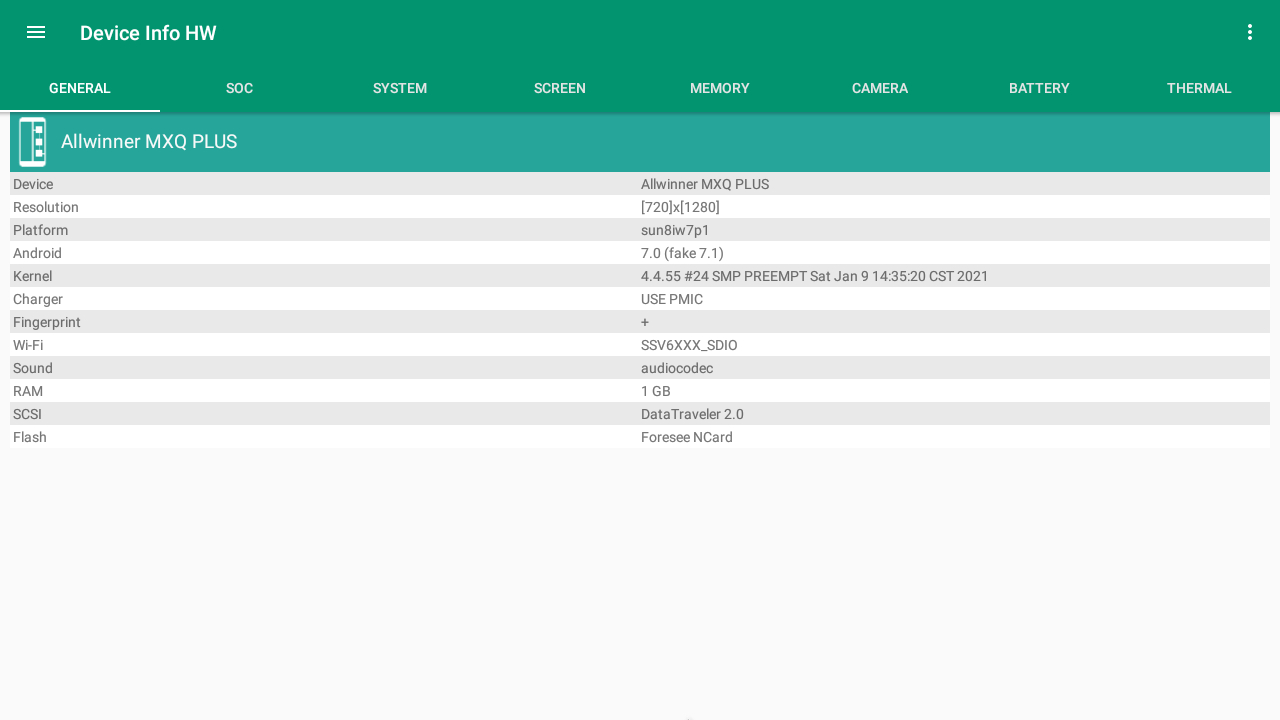 Device Info HW
GENERAL SOC SYSTEM SCREEN MEMORY CAMERA BATTERY THERMAL
Allwinner MXQ PLUS
Device Allwinner MXQ PLUS
Resolution [720]x[1280]
Platform sun8iw7p1
Android 7.0 (fake 7.1)
Kernel 4.4.55 #24 SMP PREEMPT Sat Jan 9 14:35:20 CST 2021
Charger USE PMIC
Fingerprint +
Wi-Fi SSV6XXX_SDIO
Sound audiocodec
RAM 1 GB
SCSI DataTraveler 2.0
Flash Foresee NCard